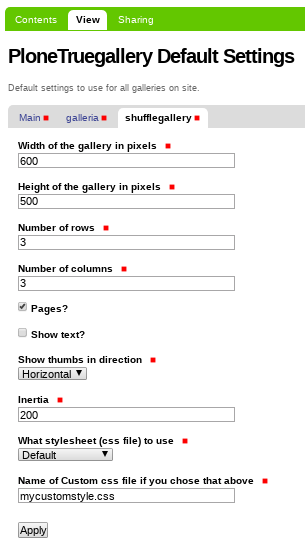 Contents View Sharing
PloneTruegallery Default Settings
Default settings to use for all galleries on site.
Main galleria shufflegallery
Width of the gallery in pixels
600
Height of the gallery in pixels
500
Number of rows
3
Number of columns
3
Pages?
Show text?
Show thumbs in direction
Horizontal
Inertia
200
What stylesheet (css file) to use
Default
Name of Custom css file if you chose that above
mycustomstyle.css
Apply